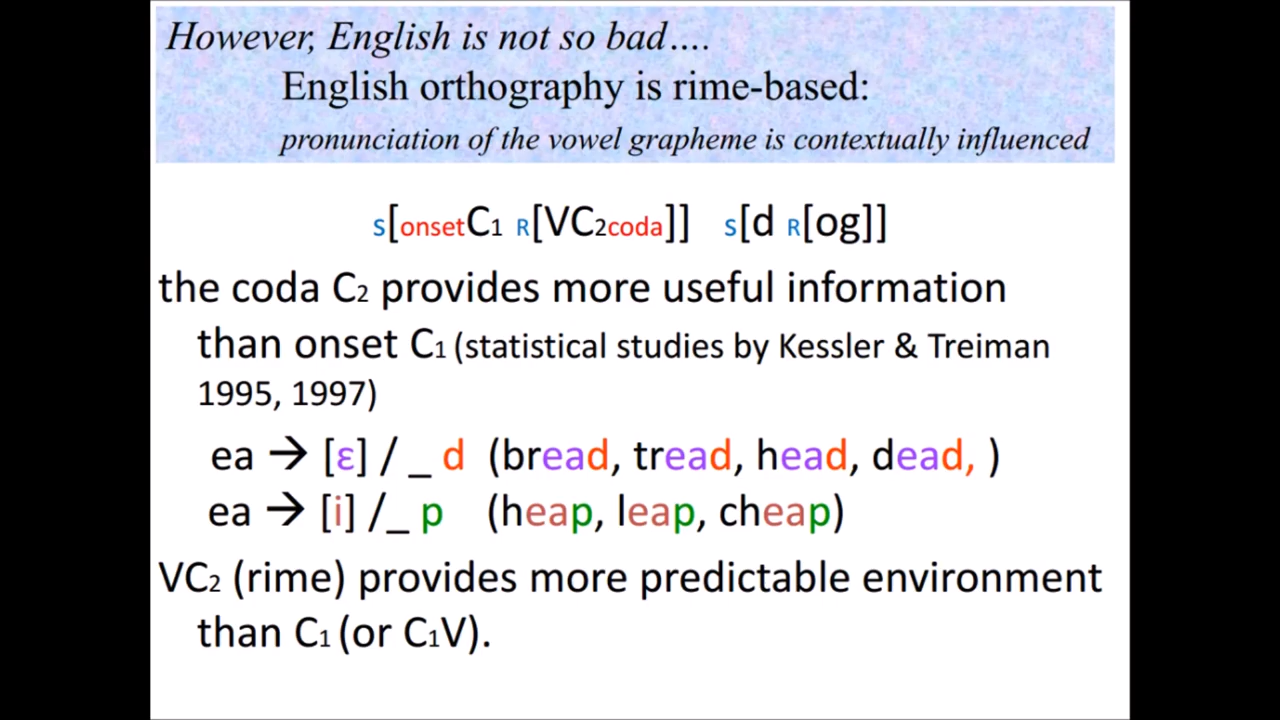 However, English is not so bad….
English orthography is rime-based:
pronunciation of the vowel grapheme is contextually influenced
S[onsetC1 R[VC2coda]] S[d R[og]]
the coda C2 provides more useful information
than onset C1 (statistical studies by Kessler & Treiman
1995, 1997)
ea → [ɛ] / _ d (bread, tread, head, dead, )
ea → [i] /_ p (heap, leap, cheap)
VC2 (rime) provides more predictable environment
than C1 (or C1V).